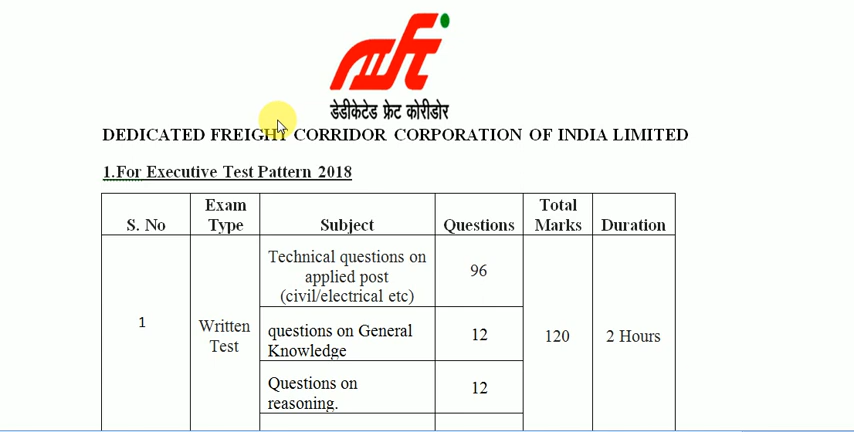 डेडीकेटेड फ्रेट कोरीडोर
DEDICATED FREIGHT CORRIDOR CORPORATION OF INDIA LIMITED
1.For Executive Test Pattern 2018
S. No Exam Type Subject Questions Total Marks Duration
1
Written
Test
Technical questions on
applied post
(civil/electrical etc)
96
questions on General
Knowledge
12
Questions on
reasoning.
12
120
2 Hours